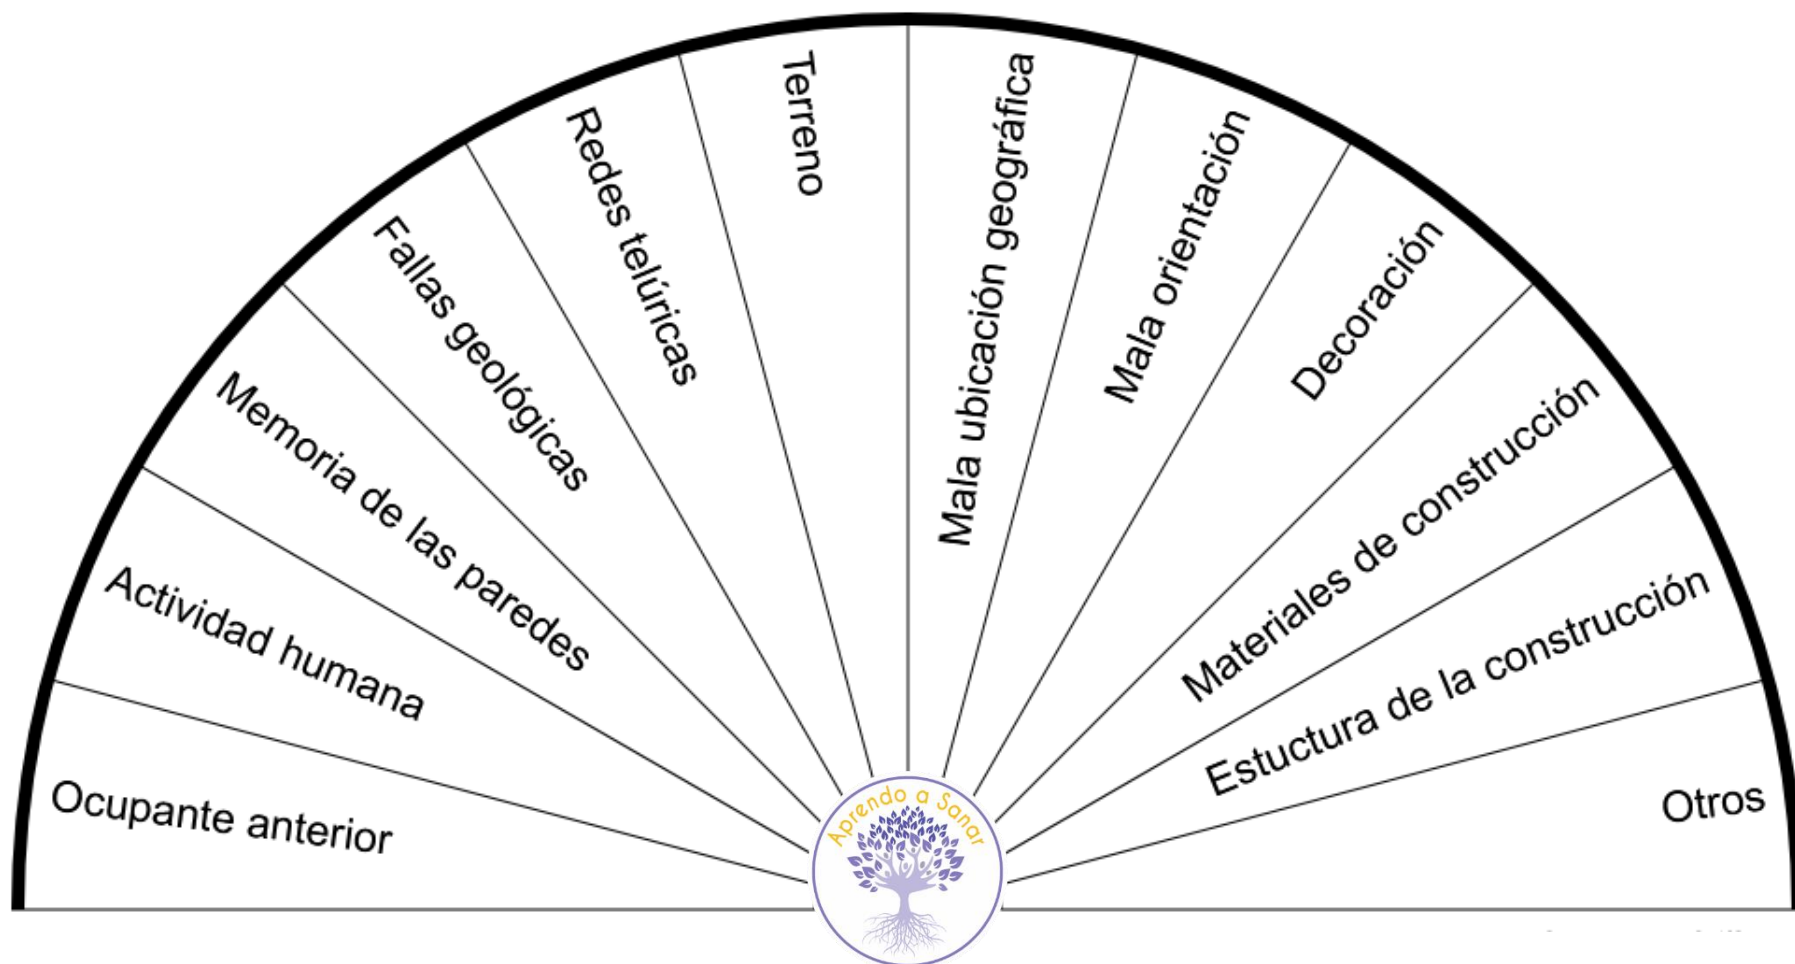 Ocupante anterior
Actividad humana
Memoria de las paredes
Fallas geológicas
Redes telúricas
Terreno
Mala ubicación geográfica
Mala orientación
Decoración
Materiales de construcción
Estuctura de la construcción
Otros
Aprendo a Sanar